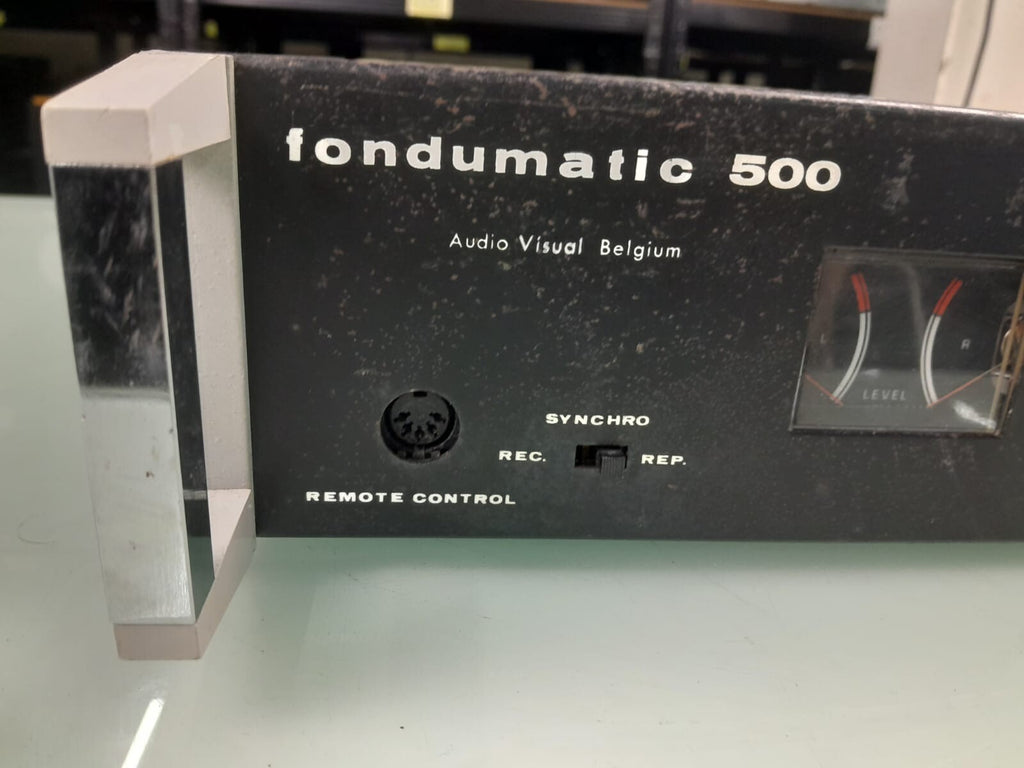 fondumatic 500
Audio Visual Belgium
R
LEVEL
SYNCHRO
REC. REP.
REMOTE CONTROL